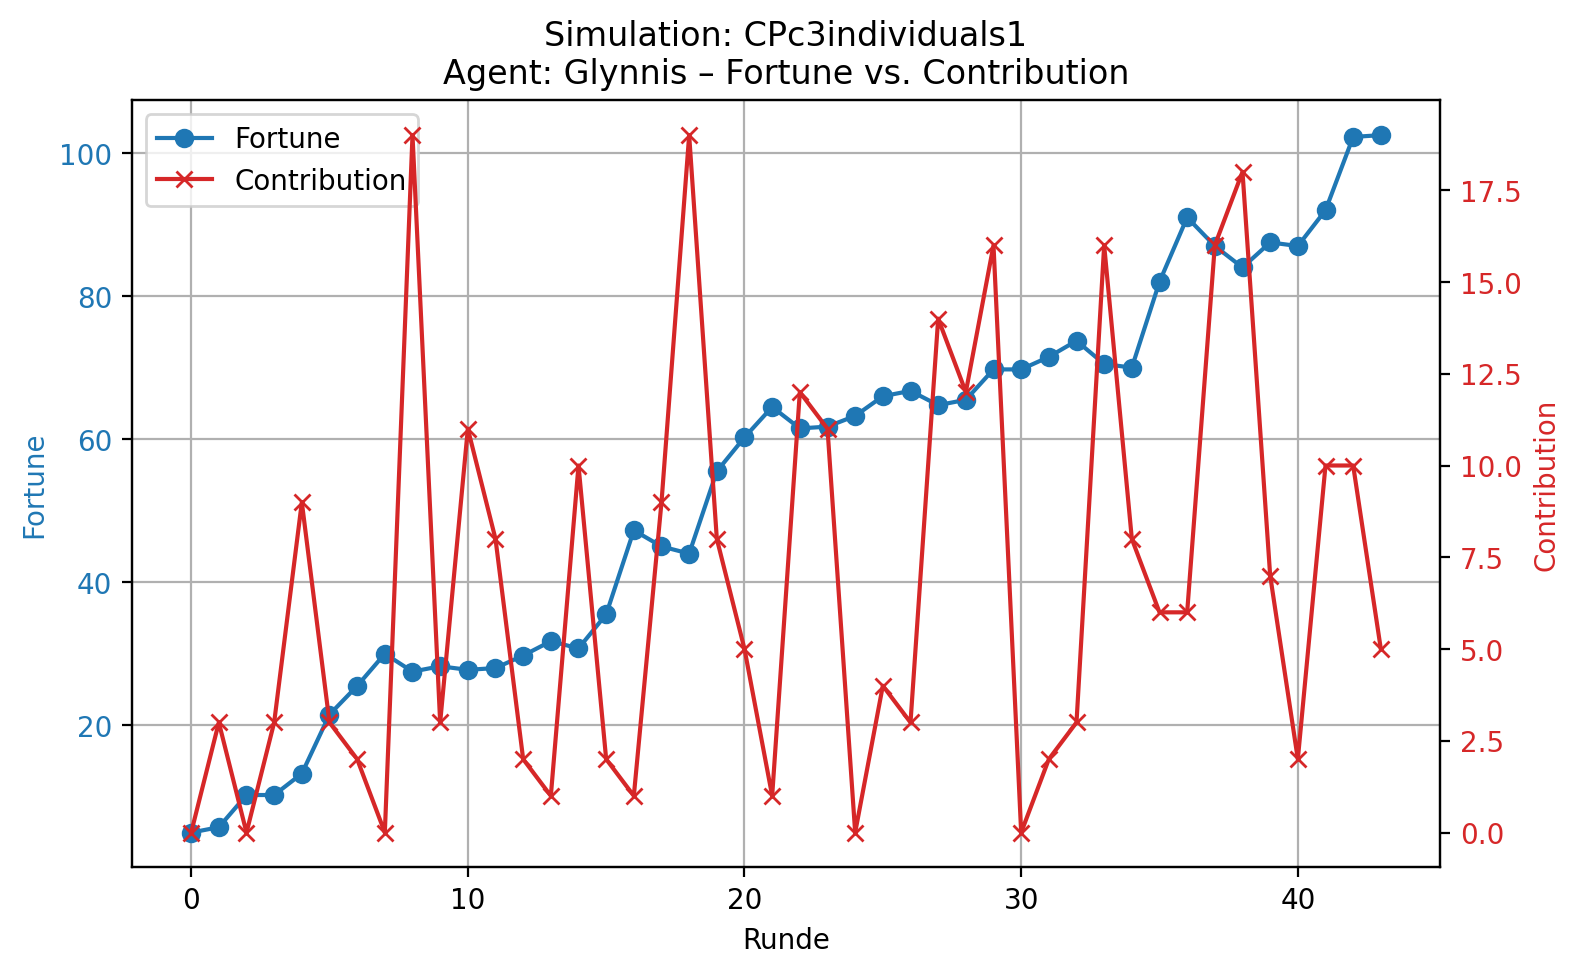 Simulation: CPc3individuals1
Agent: Glynnis – Fortune vs. Contribution
Fortune
Contribution
100
80
60
40
20
Fortune
17.5
15.0
12.5
10.0
7.5
5.0
2.5
0.0
Contribution
0 10 20 30 40
Runde